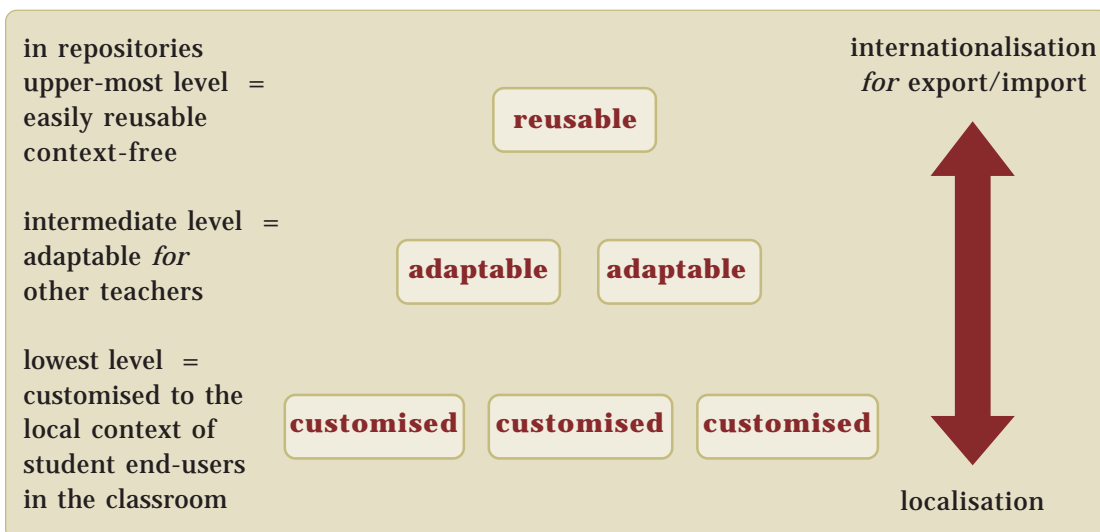 in repositories
upper-most level =
easily reusable
context-free
reusable
internationalisation
for export/import
intermediate level =
adaptable for
other teachers
adaptable adaptable
lowest level =
customised to the
local context of
student end-users
in the classroom
customised customised customised
localisation